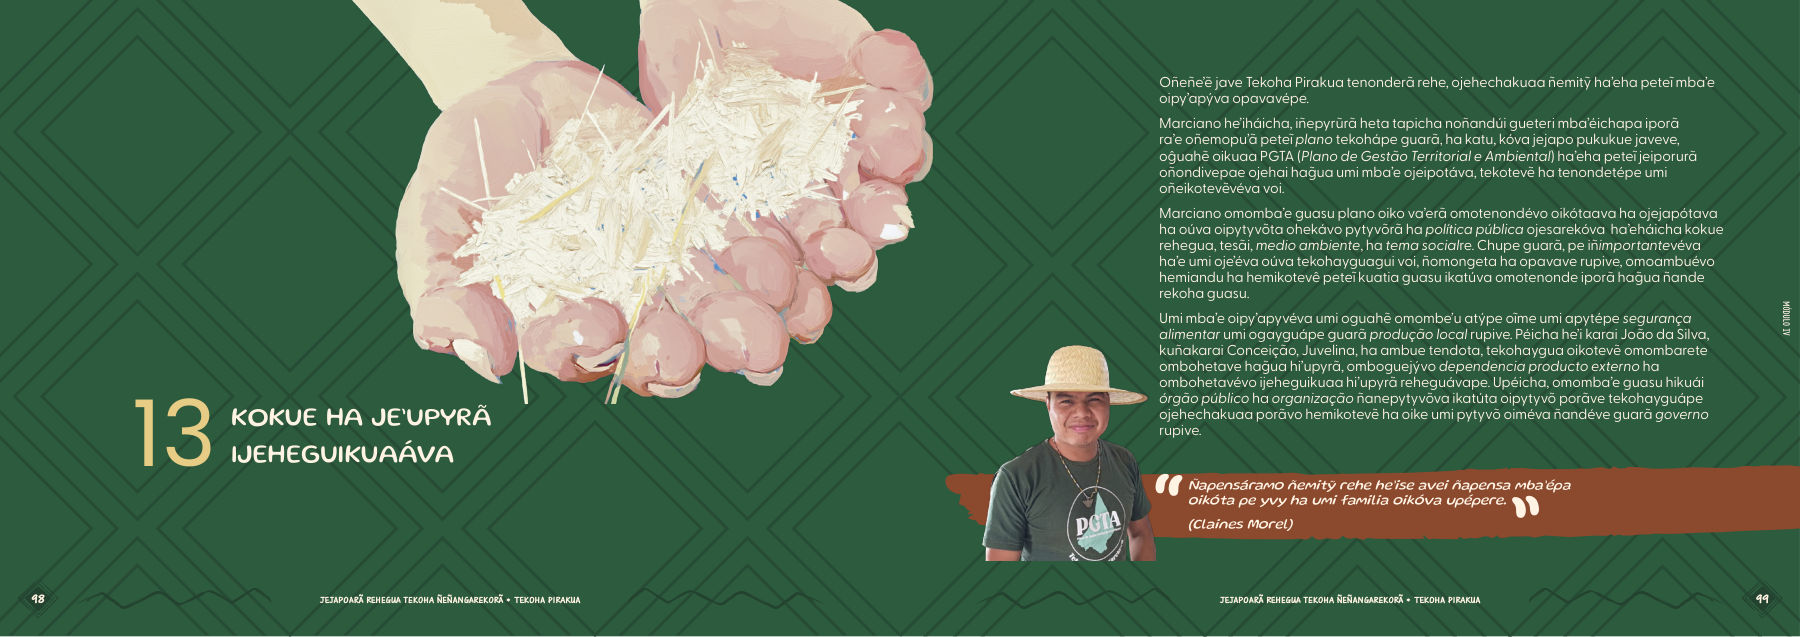 13
KOKUE HA JE'UPYRÃ
IJEHEGUIKUAÁVA
98
JEJAPOARÃ REHEGUA TEKOHA ÑEÑANGAREKORÃ • TEKOHA PIRAKUA
Oñeñe'ẽ jave Tekoha Pirakua tenonderã rehe, ojehechakuaa ñemitỹ ha'eha peteĩ mba'e
oipy'apýva opavavépe.
Marciano he'iháicha, iñepyrũrã heta tapicha noñandúi gueteri mba'éichapa iporã
ra'e oñemopu'ã peteĩ plano tekohápe guarã, ha katu, kóva jejapo pukukue javeve,
oĝuahẽ oikuaa PGTA (Plano de Gestão Territorial e Ambiental) ha'eha peteĩ jeiporurã
oñondivepae ojehai haĝua umi mba'e ojeipotáva, tekotevẽ ha tenondetépe umi
oñeikotevẽvéva voi.
Marciano omomba'e guasu plano oiko va'erã omotenondévo oikótaava ha ojejapótava
ha oúva oipytyvõta ohekávo pytyvõrã ha política pública ojesarekóva ha'eháicha kokue
rehegua, tesãi, medio ambiente, ha tema socialre. Chupe guarã, pe iñimportantevéva
ha'e umi oje'éva oúva tekohayguagui voi, ñomongeta ha opavave rupive, omoambuévo
hemiandu ha hemikotevẽ peteĩ kuatia guasu ikatúva omotenonde iporã haĝua ñande
rekoha guasu.
Umi mba'e oipy'apyvéva umi oguahẽ omombe'u atýpe oĩme umi apytépe segurança
alimentar umi ogayguápe guarã produção local rupive. Péicha he'i karai João da Silva,
kuñakarai Conceição, Juvelina, ha ambue tendota, tekohaygua oikotevẽ omombarete
ombohetave haĝua hi'upyrã, omboguejývo dependencia producto externo ha
ombohetavévo ijeheguikuaa hi'upyrã reheguávape. Upéicha, omomba'e guasu hikuái
órgão público ha organização ñanepytyvõva ikatúta oipytyvõ porãve tekohayguápe
ojehechakuaa porãvo hemikotevẽ ha oike umi pytyvõ oiméva ñandéve guarã governo
rupive.
MÓDULO IV
PGTA
“Ñapensáramo ñemitỹ rehe he'ise avei ñapensa mba'épa
oikóta pe yvy ha umi familia oikóva upépere.”
(Claines Morel)
JEJAPOARÃ REHEGUA TEKOHA ÑEÑANGAREKORÃ • TEKOHA PIRAKUA
99